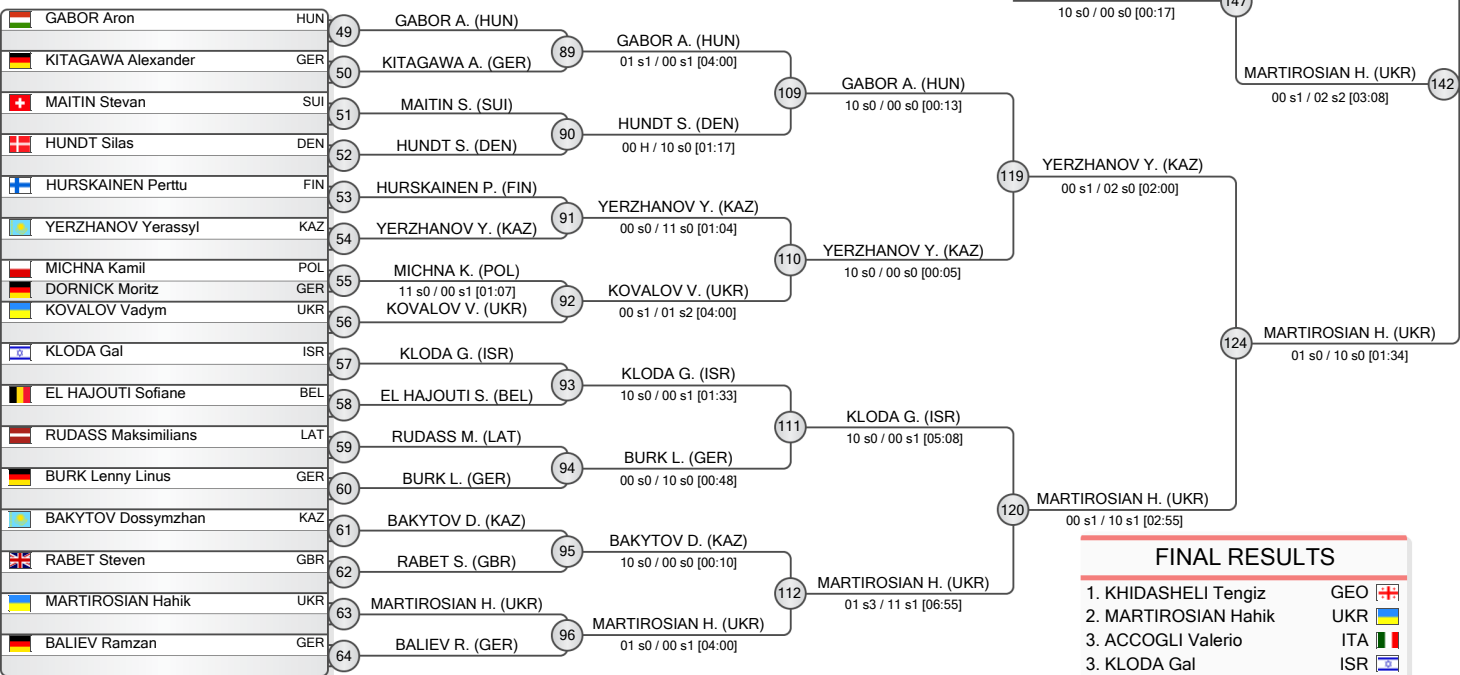 GABOR Aron HUN
KITAGAWA Alexander GER
MAITIN Stevan SUI
HUNDT Silas DEN
HURSKAINEN Perttu FIN
YERZHANOV Yerassyl KAZ
MICHNA Kamil POL
DORNICK Moritz GER
KOVALOV Vadym UKR
KLODA Gal ISR
EL HAJOUTI Sofiane BEL
RUDASS Maksimilians LAT
BURK Lenny Linus GER
BAKYTOV Dossymzhan KAZ
RABET Steven GBR
MARTIROSIAN Hahik UKR
BALIEV Ramzan GER
49
50
51
52
53
54
55
56
57
58
59
60
61
62
63
64
GABOR A. (HUN)
KITAGAWA A. (GER)
MAITIN S. (SUI)
HUNDT S. (DEN)
HURSKAINEN P. (FIN)
YERZHANOV Y. (KAZ)
MICHNA K. (POL)
11 s0 / 00 s1 [01:07]
KOVALOV V. (UKR)
KLODA G. (ISR)
EL HAJOUTI S. (BEL)
RUDASS M. (LAT)
BURK L. (GER)
BAKYTOV D. (KAZ)
RABET S. (GBR)
MARTIROSIAN H. (UKR)
BALIEV R. (GER)
89
90
91
92
93
94
95
96
GABOR A. (HUN)
01 s1 / 00 s1 [04:00]
HUNDT S. (DEN)
00 H / 10 s0 [01:17]
YERZHANOV Y. (KAZ)
00 s0 / 11 s0 [01:04]
KOVALOV V. (UKR)
00 s1 / 01 s2 [04:00]
KLODA G. (ISR)
10 s0 / 00 s1 [01:33]
BURK L. (GER)
00 s0 / 10 s0 [00:48]
BAKYTOV D. (KAZ)
10 s0 / 00 s0 [00:10]
MARTIROSIAN H. (UKR)
01 s0 / 00 s1 [04:00]
109
110
111
112
GABOR A. (HUN)
10 s0 / 00 s0 [00:13]
YERZHANOV Y. (KAZ)
10 s0 / 00 s0 [00:05]
KLODA G. (ISR)
10 s0 / 00 s1 [05:08]
MARTIROSIAN H. (UKR)
01 s3 / 11 s1 [06:55]
119
120
10 s0 / 00 s0 [00:17]
YERZHANOV Y. (KAZ)
00 s1 / 02 s0 [02:00]
MARTIROSIAN H. (UKR)
00 s1 / 10 s1 [02:55]
147
124
MARTIROSIAN H. (UKR)
00 s1 / 02 s2 [03:08]
142
MARTIROSIAN H. (UKR)
01 s0 / 10 s0 [01:34]
FINAL RESULTS
1. KHIDASHELI Tengiz GEO
2. MARTIROSIAN Hahik UKR
3. ACCOGLI Valerio ITA
3. KLODA Gal ISR